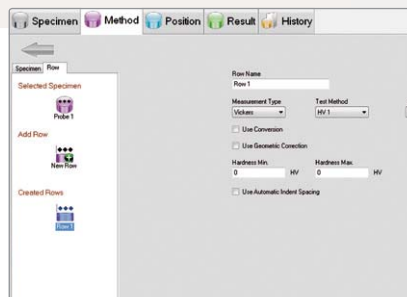 Specimen Method Position Result History
Specimen Row
Selected Specimen
Probe 1
Add Row
New Row
Created Rows
Row 1
Row Name
Row 1
Measurement Type Test Method
Vickers HV 1
Use Conversion
Use Geometric Correction
Hardness Min. Hardness Max.
0 HV 0 HV
Use Automatic Indent Spacing